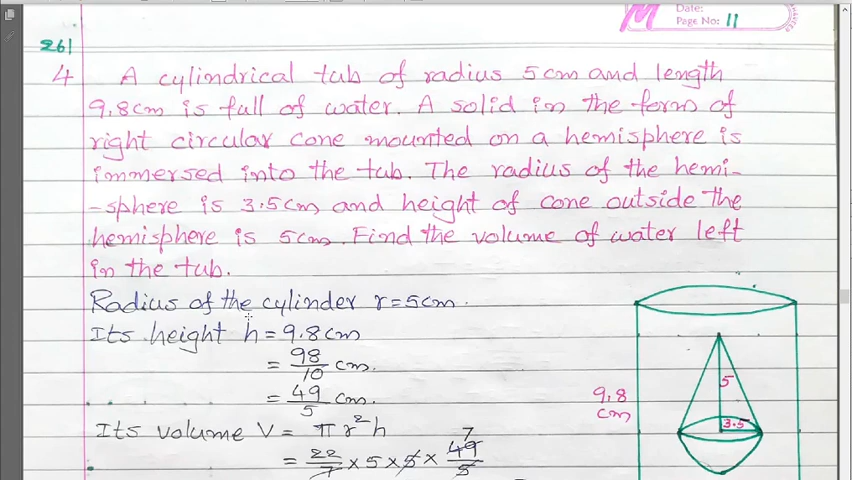 Date:
Page No: 11
261
4 A cylindrical tub of radius 5cm and length
9.8cm is full of water. A solid in the form of
right circular cone mounted on a hemisphere is
immersed into the tub. The radius of the hemi-
-sphere is 3.5cm and height of cone outside the
hemisphere is 5cm. Find the volume of water left
in the tub.
Radius of the cylinder r=5cm.
Its height h = 9.8cm
= 98/10 cm.
= 49/5 cm.
Its volume V = πr²h
= 22/7 × 5 × 5 × 49/5
7
5
3.5
9.8
cm